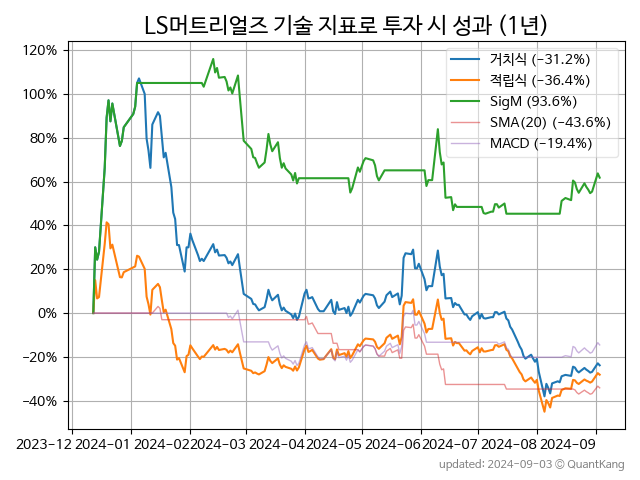 LS머트리얼즈 기술 지표로 투자 시 성과 (1년)
120%
100%
80%
60%
40%
20%
0%
−20%
−40%
거치식 (−31.2%)
적립식 (−36.4%)
SigM (93.6%)
SMA(20) (−43.6%)
MACD (−19.4%)
2023-12 2024-01 2024-02 2024-03 2024-04 2024-05 2024-06 2024-07 2024-08 2024-09
updated: 2024-09-03 © QuantKang